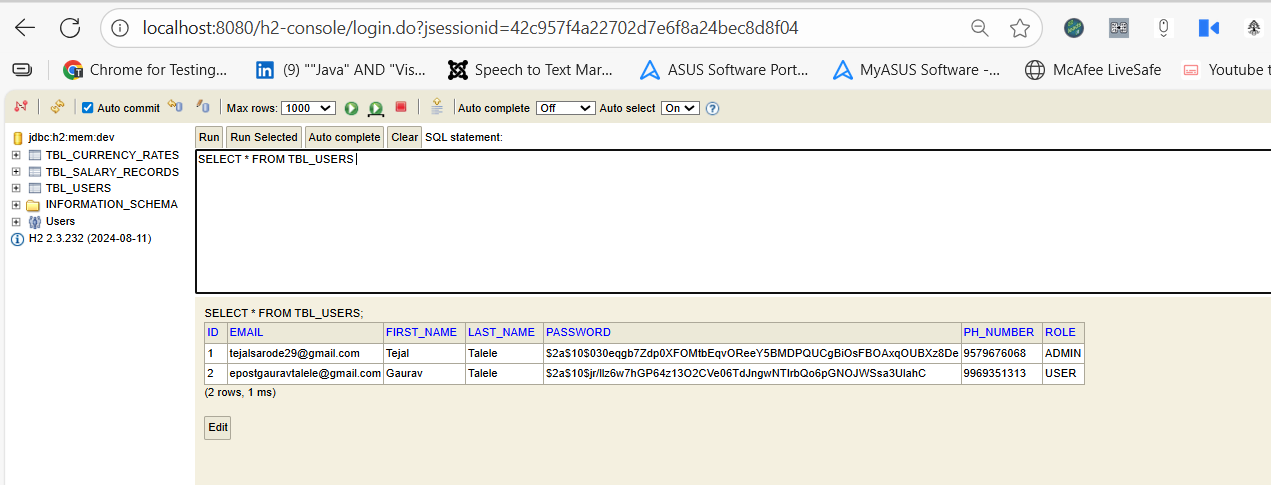 localhost:8080/h2-console/login.do?jsessionid=42c957f4a22702d7e6f8a24bec8d8f04
Chrome for Testing... (9) ""Java" AND "Vis... Speech to Text Mar... ASUS Software Port... MyASUS Software -... McAfee LiveSafe Youtube t
Auto commit Max rows: 1000 Auto complete Off Auto select On
jdbc:h2:mem:dev
TBL_CURRENCY_RATES
TBL_SALARY_RECORDS
TBL_USERS
INFORMATION_SCHEMA
Users
H2 2.3.232 (2024-08-11)
Run Run Selected Auto complete Clear SQL statement:
SELECT * FROM TBL_USERS
SELECT * FROM TBL_USERS;
ID EMAIL FIRST_NAME LAST_NAME PASSWORD PH_NUMBER ROLE
1 tejalsarode29@gmail.com Tejal Talele $2a$10$030eqgb7Zdp0XFOMtbEqvOReeY5BMDPQUCgBiOsFBOAxqOUBXz8De 9579676068 ADMIN
2 epostgauravtalele@gmail.com Gaurav Talele $2a$10$jr/Ilz6w7hGP64z13O2CVe06TdJngwNTIrbQo6pGNOJWSsa3UlahC 9969351313 USER
(2 rows, 1 ms)
Edit